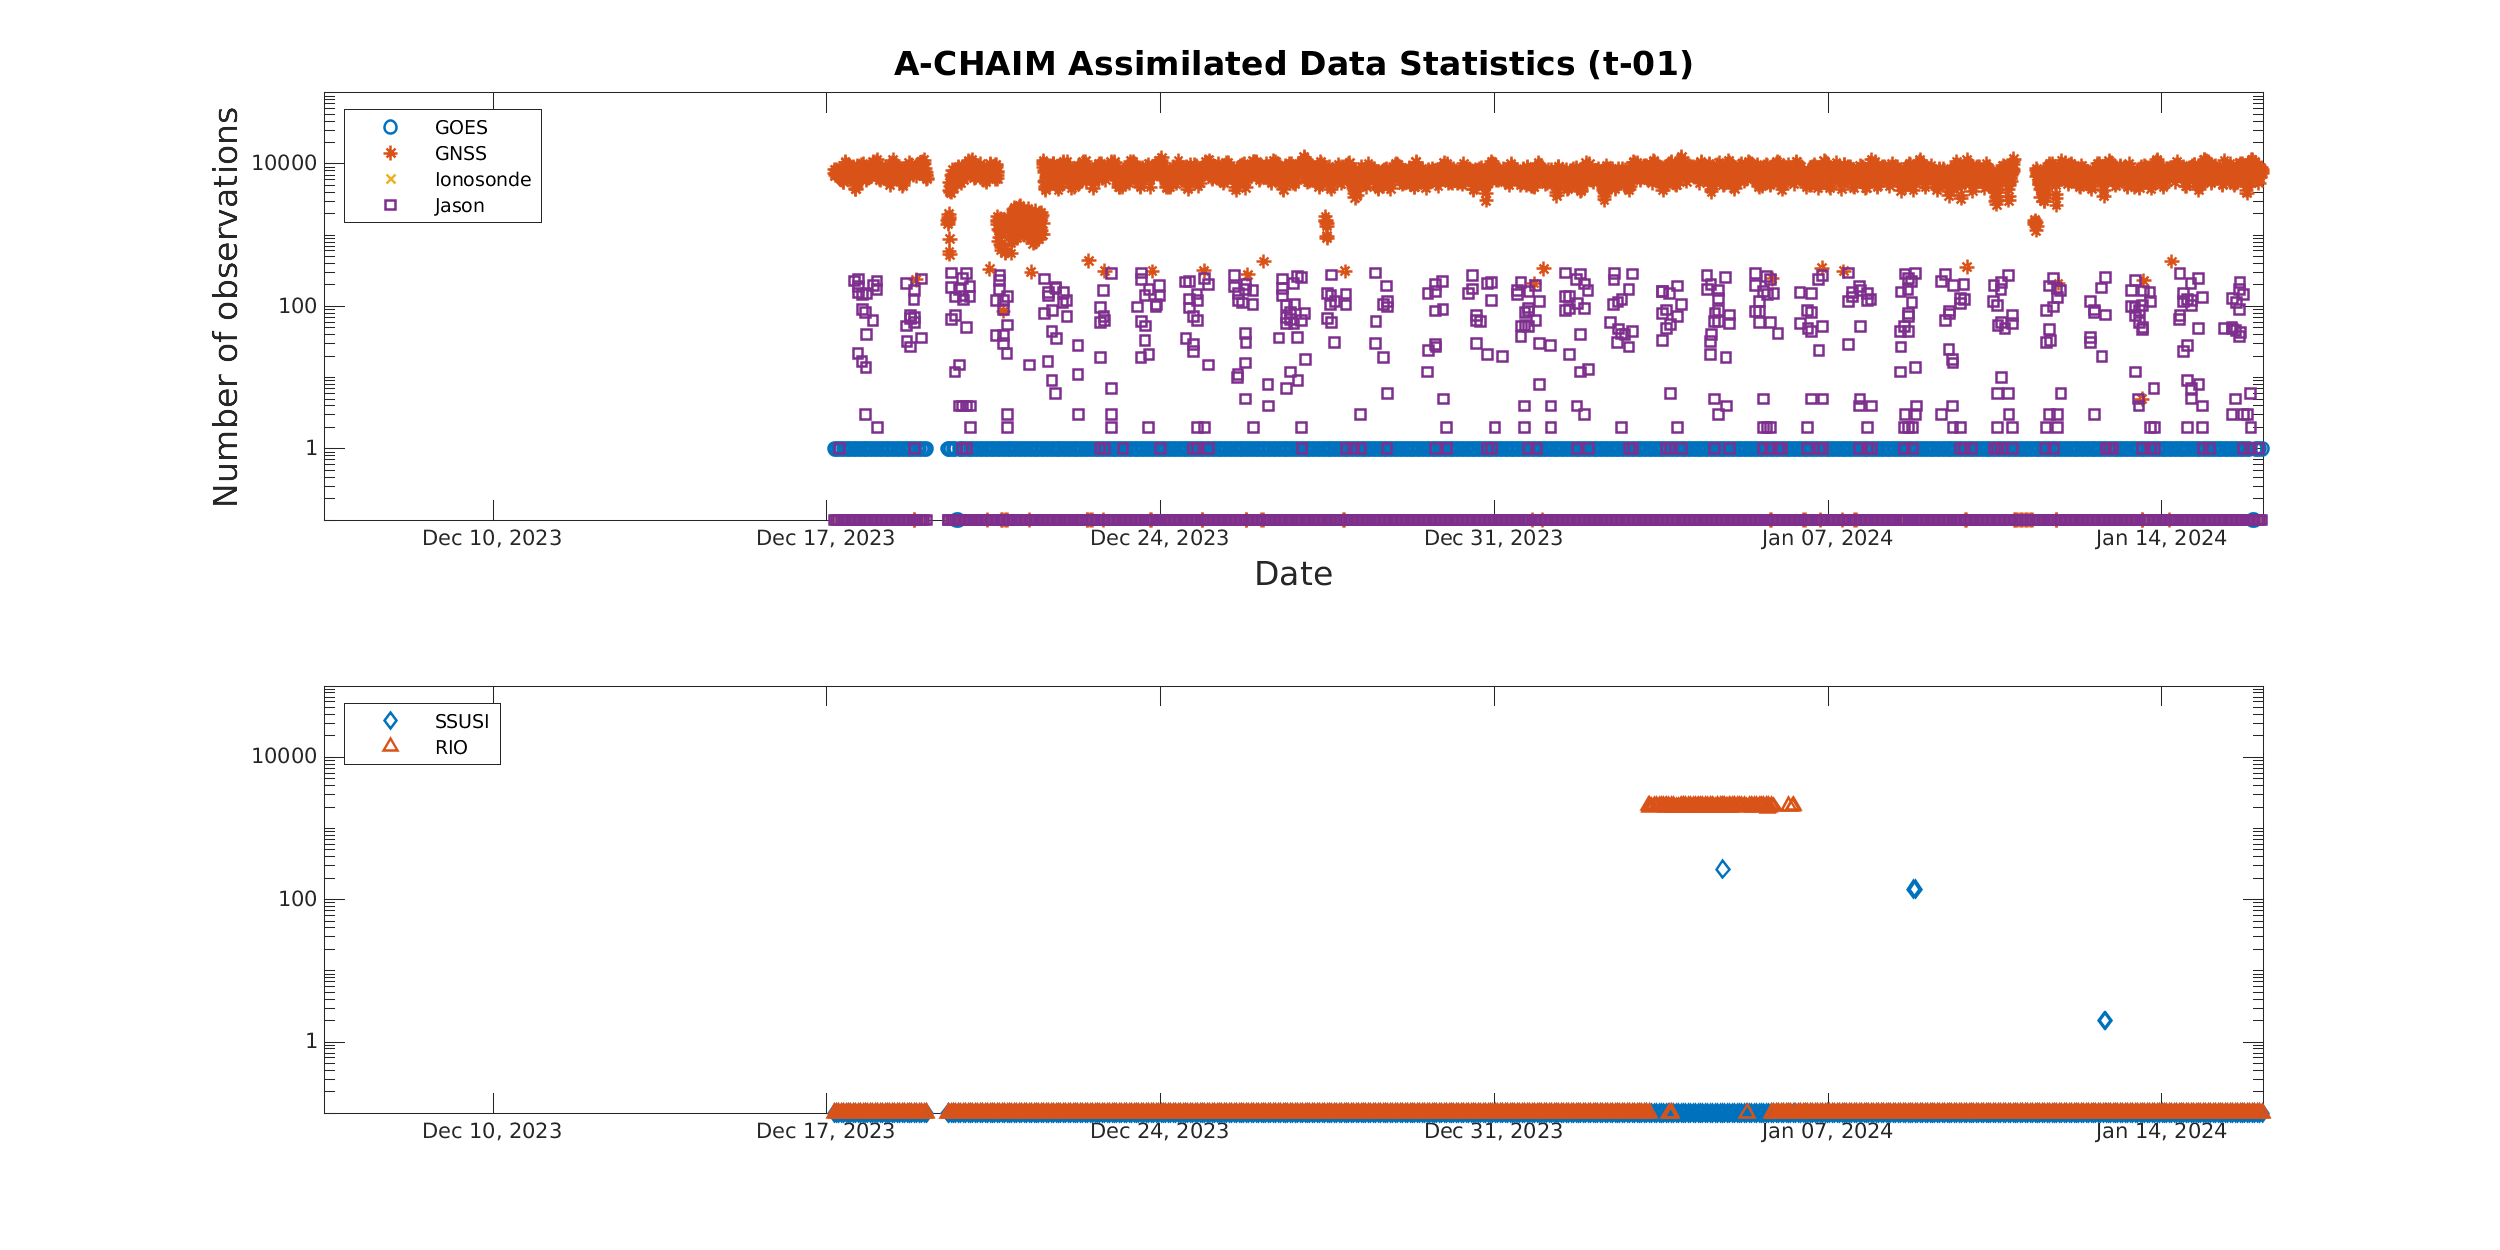 A-CHAIM Assimilated Data Statistics (t-01)
Number of observations
10000
100
1
GOES
GNSS
Ionosonde
Jason
Dec 10, 2023
Dec 17, 2023
Dec 24, 2023
Dec 31, 2023
Jan 07, 2024
Jan 14, 2024
Date
10000
100
1
SSUSI
RIO
Dec 10, 2023
Dec 17, 2023
Dec 24, 2023
Dec 31, 2023
Jan 07, 2024
Jan 14, 2024